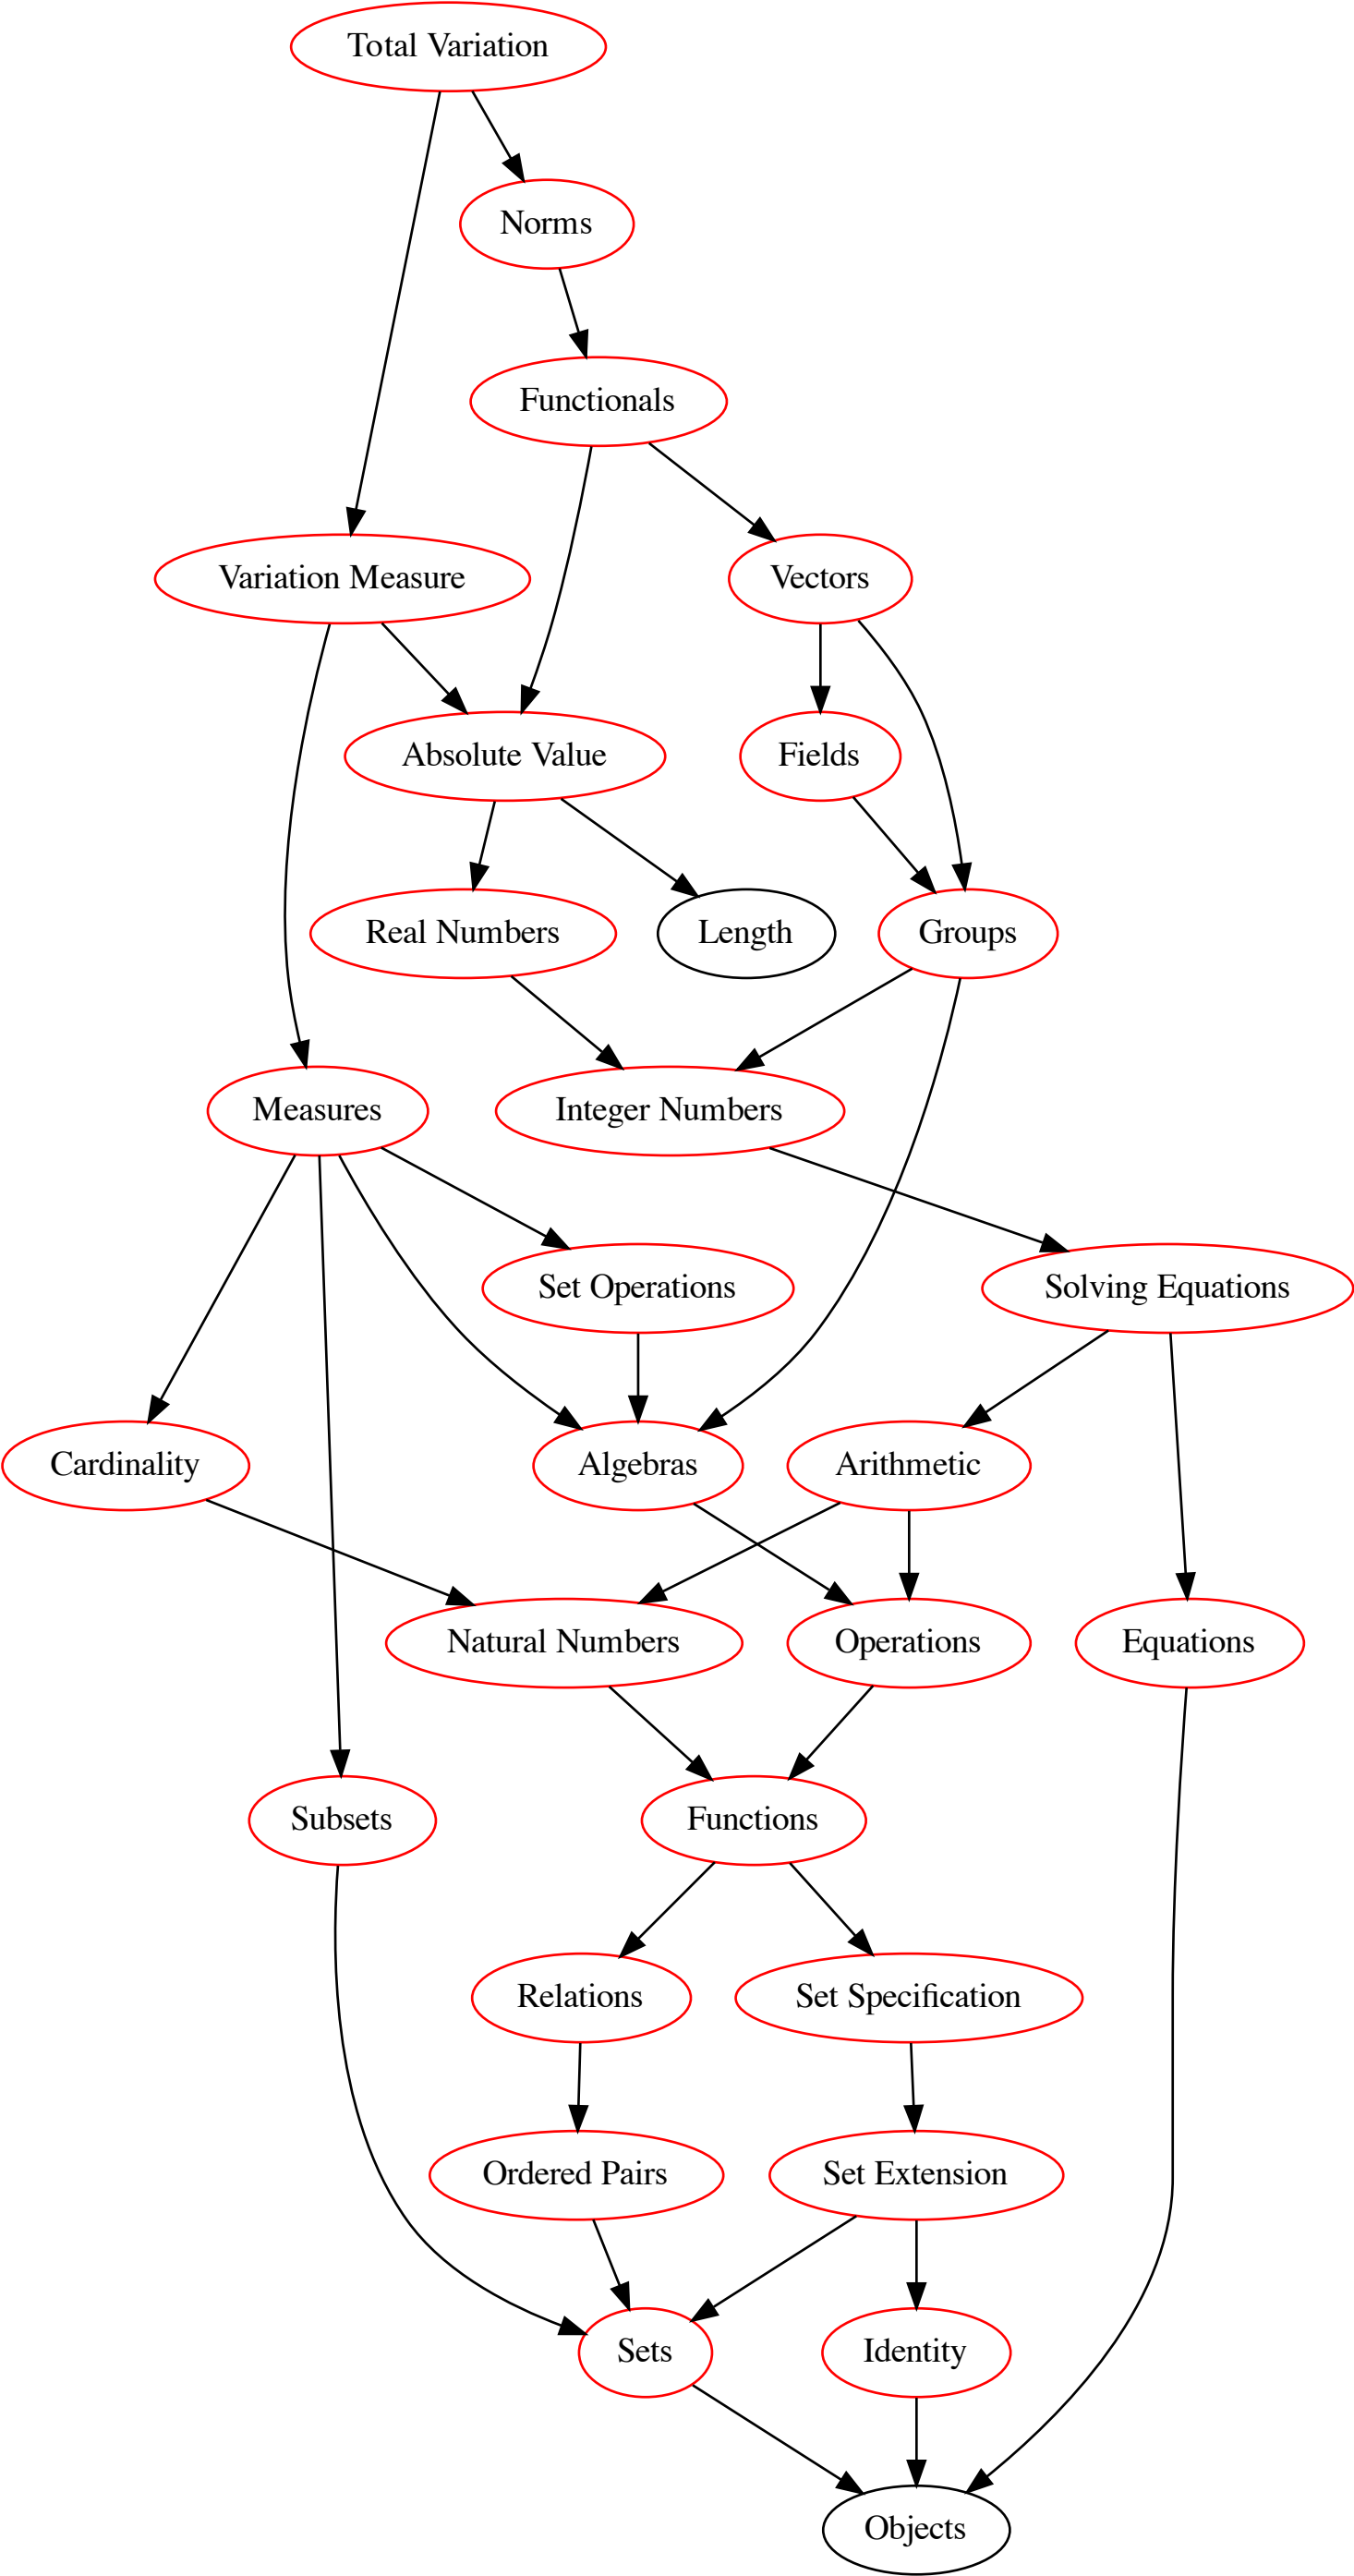 Total Variation
Norms
Functionals
Variation Measure
Vectors
Absolute Value
Fields
Real Numbers
Length
Groups
Measures
Integer Numbers
Set Operations
Solving Equations
Cardinality
Algebras
Arithmetic
Natural Numbers
Operations
Equations
Subsets
Functions
Relations
Set Specification
Ordered Pairs
Set Extension
Sets
Identity
Objects